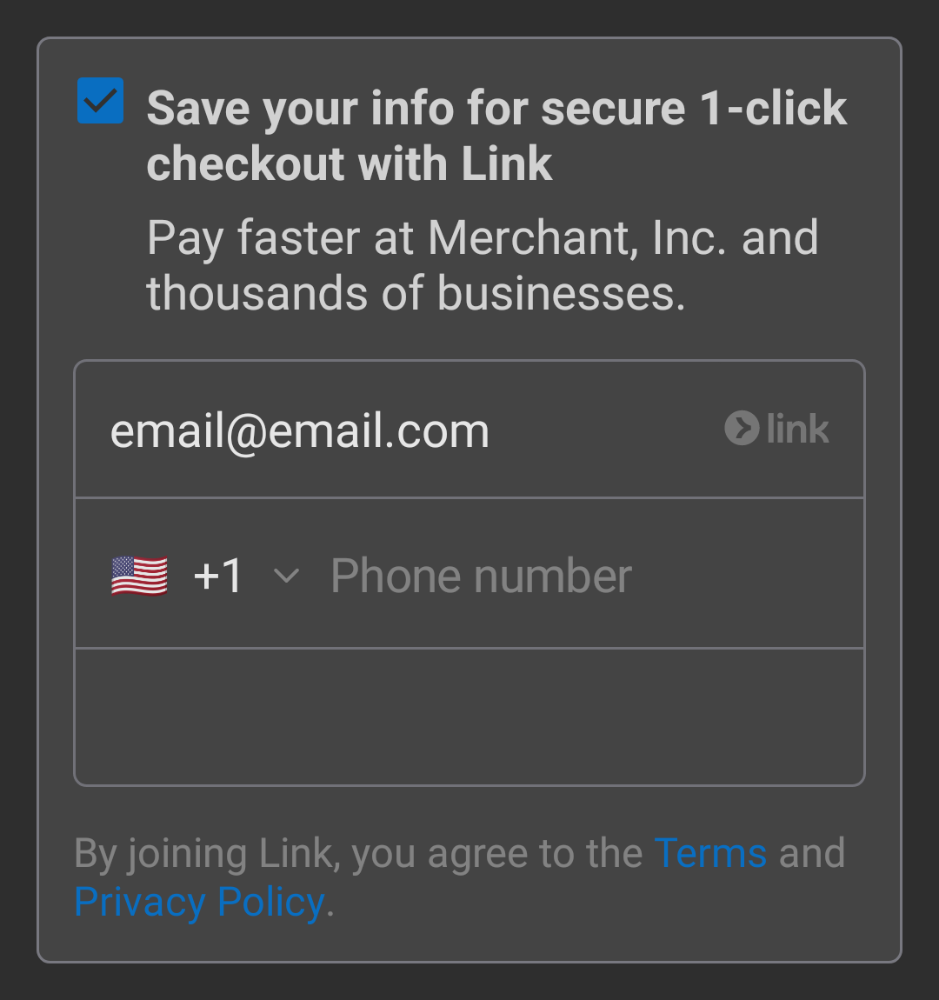 Save your info for secure 1-click
checkout with Link
Pay faster at Merchant, Inc. and
thousands of businesses.
email@email.com
link
+1
Phone number
By joining Link, you agree to the Terms and
Privacy Policy.